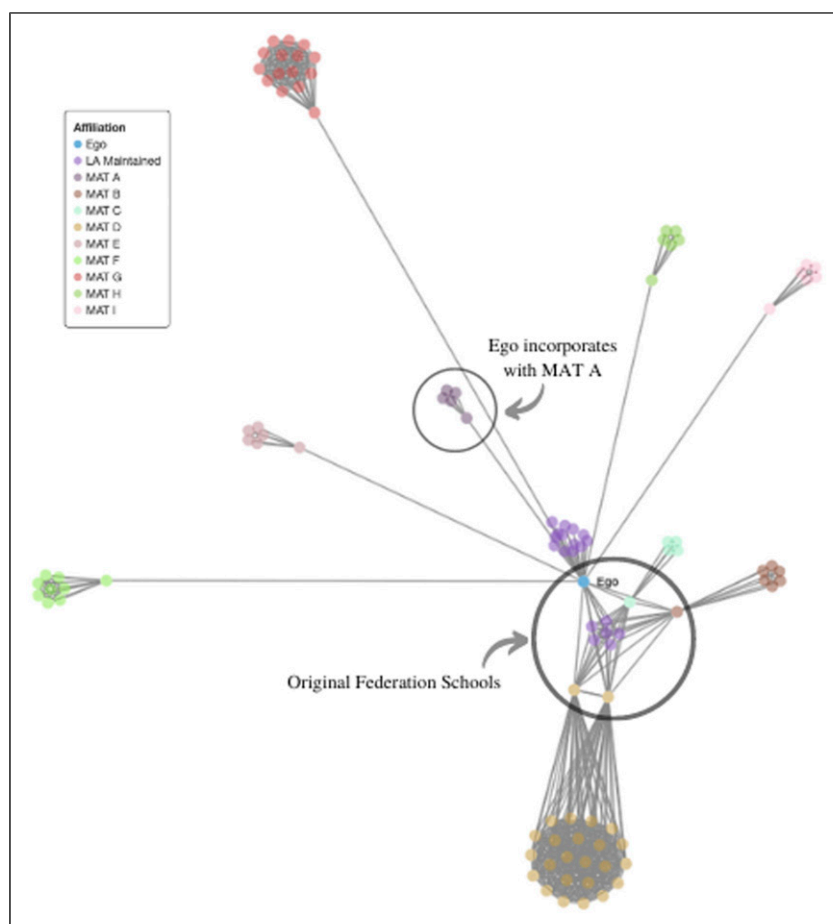 Affiliation
Ego
LA Maintained
MAT A
MAT B
MAT C
MAT D
MAT E
MAT F
MAT G
MAT H
MAT I
Ego incorporates
with MAT A
Ego
Original Federation Schools